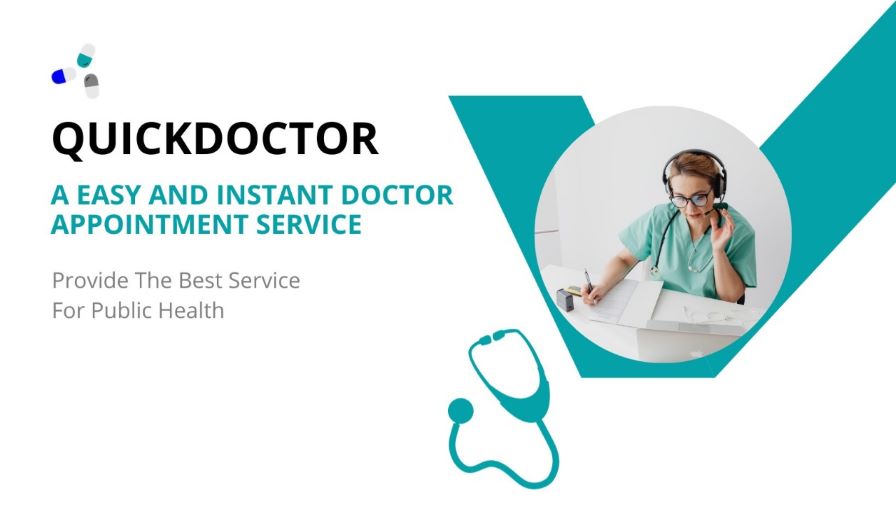 QUICKDOCTOR
A EASY AND INSTANT DOCTOR
APPOINTMENT SERVICE
Provide The Best Service
For Public Health